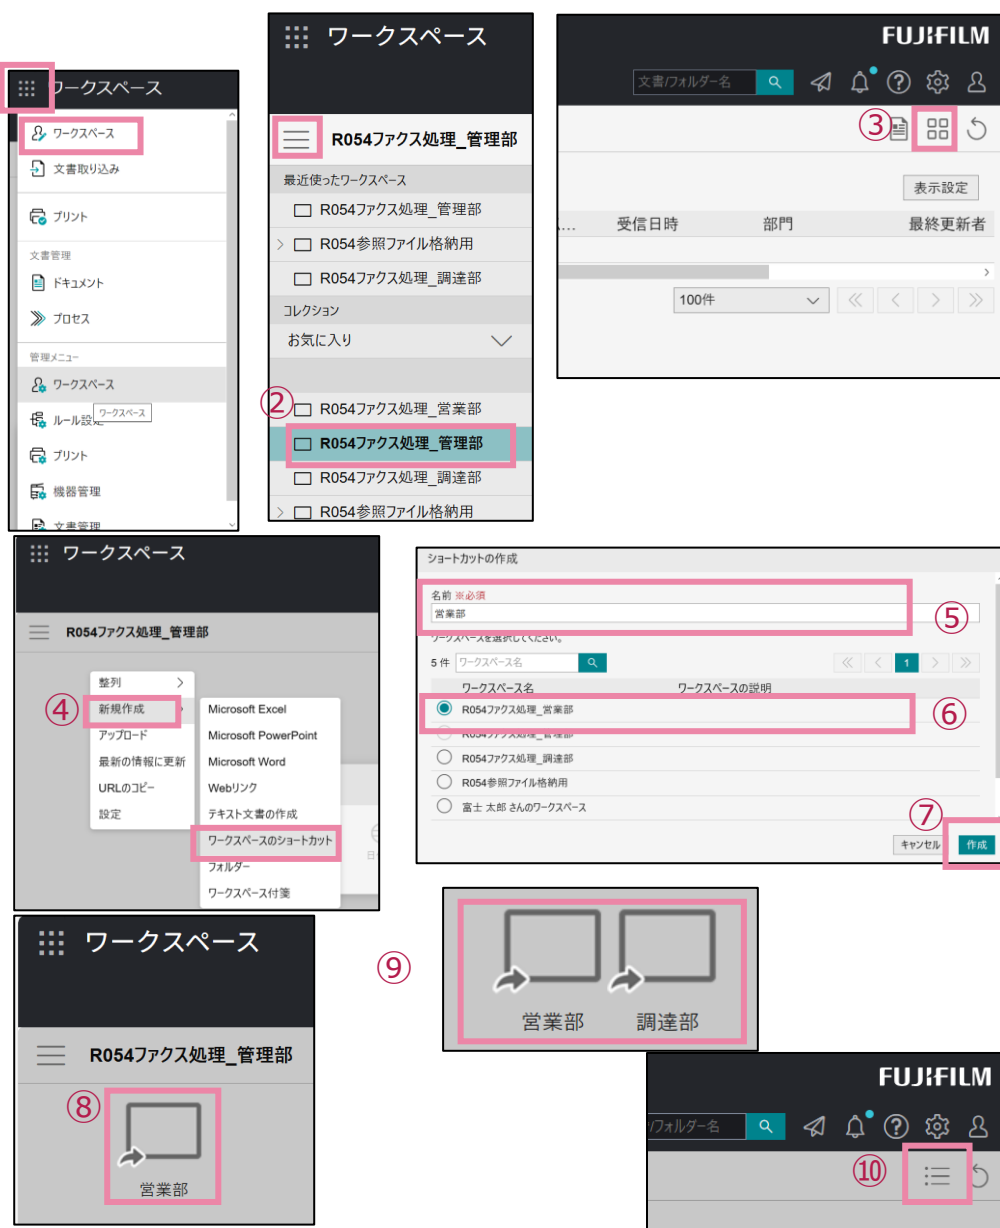 ワークスペース
ワークスペース
文書取り込み
プリント
文書管理
ドキュメント
プロセス
管理メニュー
ワークスペース
ルール設定
ワークスペース
プリント
機器管理
文書管理
ワークスペース
R054ファクス処理_管理部
最近使ったワークスペース
R054ファクス処理_管理部
R054参照ファイル格納用
R054ファクス処理_調達部
コレクション
お気に入り
②
R054ファクス処理_営業部
R054ファクス処理_管理部
R054ファクス処理_調達部
R054参照ファイル格納用
FUJIFILM
文書/フォルダー名
③
表示設定
... 受信日時 部門 最終更新者
100件
ワークスペース
R054ファクス処理_管理部
④
整列
新規作成
アップロード
最新の情報に更新
URLのコピー
設定
Microsoft Excel
Microsoft PowerPoint
Microsoft Word
Webリンク
テキスト文書の作成
ワークスペースのショートカット
フォルダー
ワークスペース付箋
ショートカットの作成
名前 ※必須
営業部
⑤
ワークスペースを選択してください。
5 件 ワークスペース名 1
ワークスペース名 ワークスペースの説明
R054ファクス処理_営業部
⑥
R054ファクス処理_管理部
R054ファクス処理_調達部
R054参照ファイル格納用
富士 太郎 さんのワークスペース
⑦
キャンセル 作成
ワークスペース
R054ファクス処理_管理部
⑧
営業部
⑨
営業部 調達部
FUJIFILM
/フォルダー名
⑩